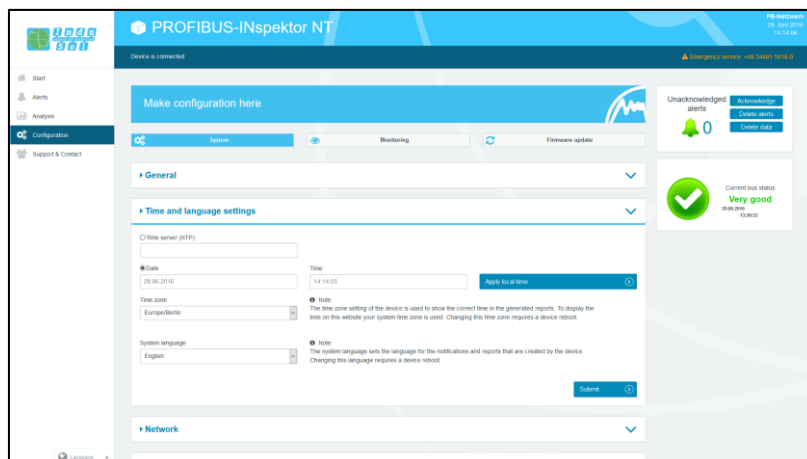 Indu
Sol
PROFIBUS-INspektor NT
PB-Netzwerk
29. Juni 2016
14:14:06
Device is connected
Emergency service: +49 34491 5818-0
Start
Alerts
Analysis
Configuration
Support & Contact
Make configuration here
System
Monitoring
Firmware update
General
Time and language settings
Time server (NTP)
Date
Time
29.06.2016
14:14:05
Apply local time
Time zone
Note
Europe/Berlin
The time zone setting of the device is used to show the correct time in the generated reports. To display the
time on this website your system time zone is used. Changing this time zone requires a device reboot.
System language
Note
English
The system language sets the language for the notifications and reports that are created by the device.
Changing this language requires a device reboot.
Submit
Network
Unacknowledged
alerts
0
Acknowledge
Delete alerts
Delete data
Current bus status
Very good
29.06.2016
Language